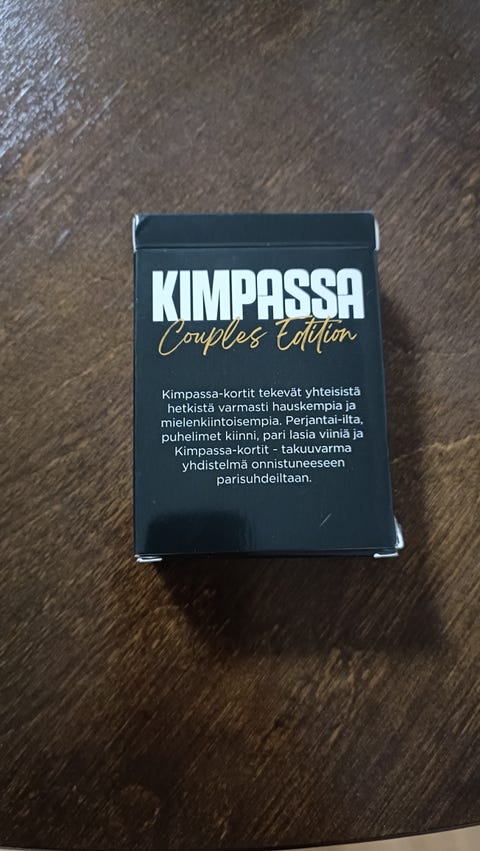 KIMPASSA
Couples Edition
Kimpassa-kortit tekevät yhteisistä
hetkistä varmasti hauskempia ja
mielenkiintoisempia. Perjantai-ilta,
puhelimet kiinni, pari lasia viiniä ja
Kimpassa-kortit - takuuvarma
yhdistelmä onnistuneeseen
parisuhdeiltaan.